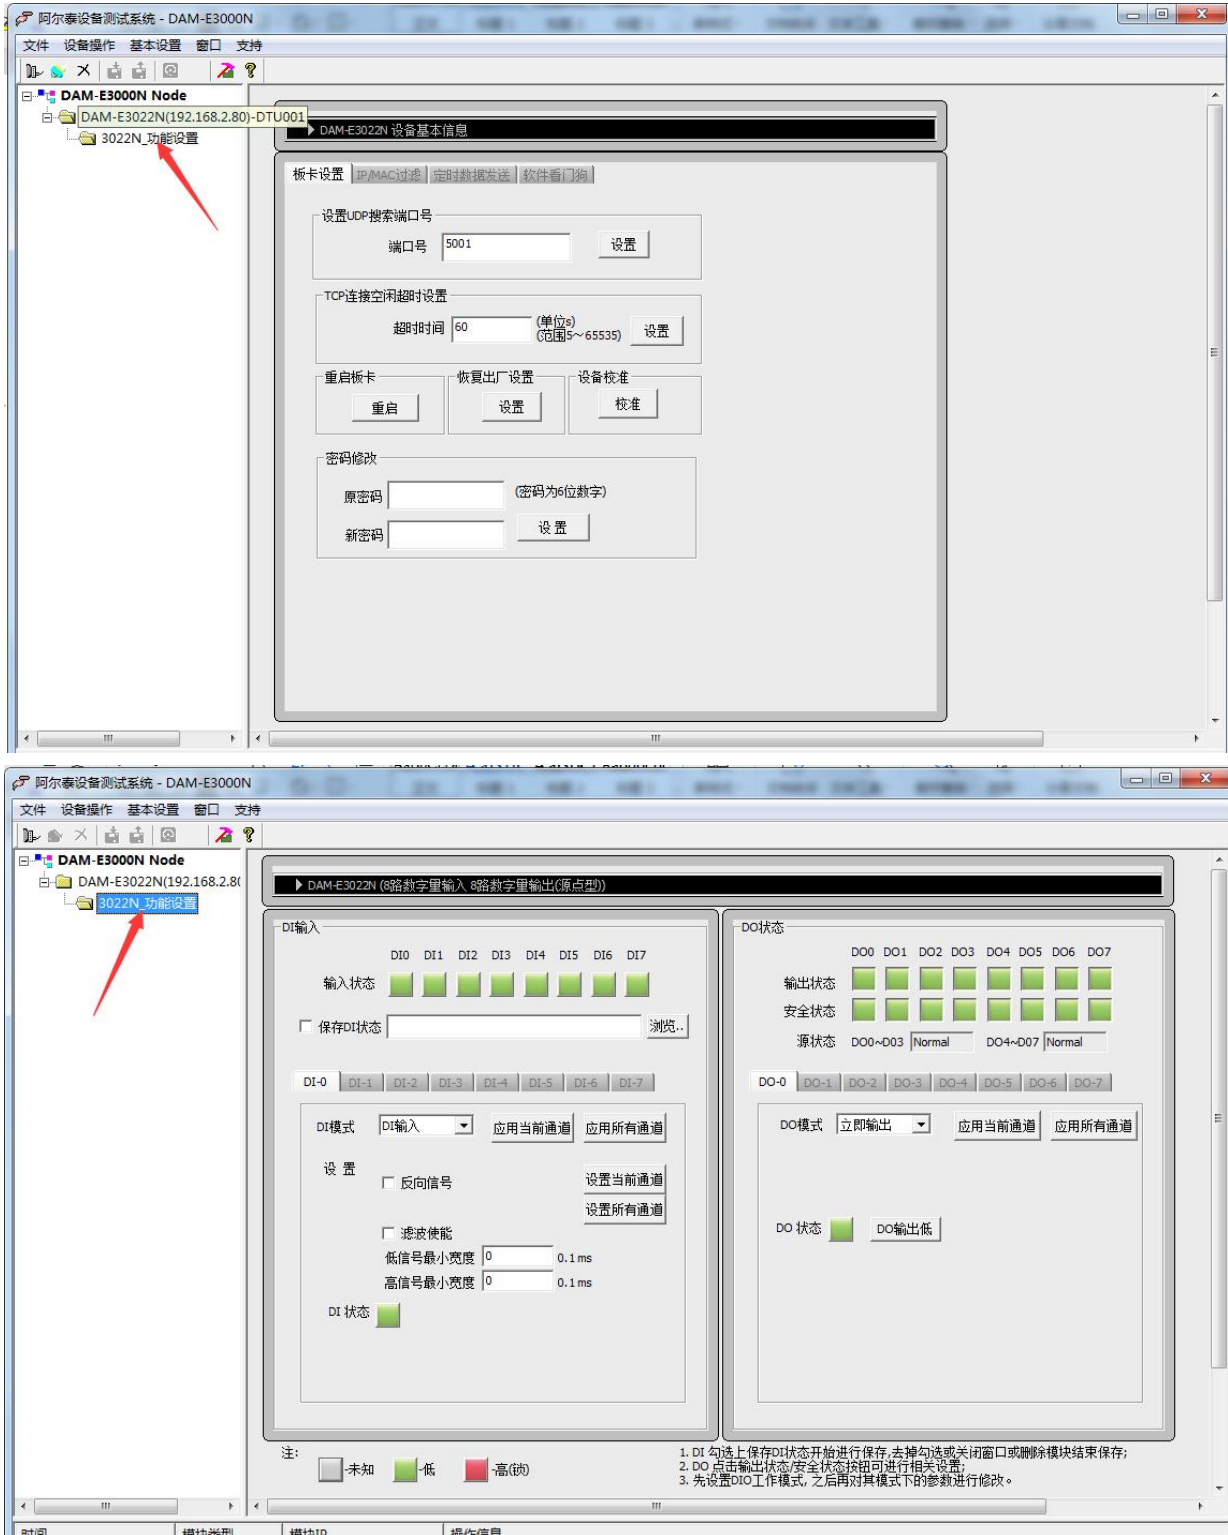 阿尔泰设备测试系统 - DAM-E3000N
文件 设备操作 基本设置 窗口 支持
DAM-E3000N Node
DAM-E3022N(192.168.2.80)-DTU001
3022N_功能设置
DAM-E3022N 设备基本信息
板卡设置 IP/MAC过滤 定时数据发送 软件看门狗
设置UDP搜索端口号
端口号 5001 设置
TCP连接空闲超时设置
超时时间 60 (单位s) (范围5～65535) 设置
重启板卡 恢复出厂设置 设备校准
重启 设置 校准
密码修改
原密码 (密码为6位数字)
新密码 设 置
阿尔泰设备测试系统 - DAM-E3000N
文件 设备操作 基本设置 窗口 支持
DAM-E3000N Node
DAM-E3022N(192.168.2.8(
3022N_功能设置
DAM-E3022N (8路数字量输入 8路数字量输出(源点型))
DI输入
DI0 DI1 DI2 DI3 DI4 DI5 DI6 DI7
输入状态
保存DI状态 浏览..
DI-0 DI-1 DI-2 DI-3 DI-4 DI-5 DI-6 DI-7
DI模式 DI输入 应用当前通道 应用所有通道
设 置
反向信号 设置当前通道
设置所有通道
滤波使能
低信号最小宽度 0 0.1ms
高信号最小宽度 0 0.1ms
DI 状态
DO状态
DO0 DO1 DO2 DO3 DO4 DO5 DO6 DO7
输出状态
安全状态
源状态 DO0~D03 Normal DO4~D07 Normal
DO-0 DO-1 DO-2 DO-3 DO-4 DO-5 DO-6 DO-7
DO模式 立即输出 应用当前通道 应用所有通道
DO 状态 DO输出低
注:
-未知 -低 -高(锁)
1. DI 勾选上保存DI状态开始进行保存,去掉勾选或关闭窗口或删除模块结束保存;
2. DO 点击输出状态/安全状态按钮可进行相关设置;
3. 先设置DIO工作模式, 之后再对其模式下的参数进行修改。
时间 模块类型 模块IP 操作信息